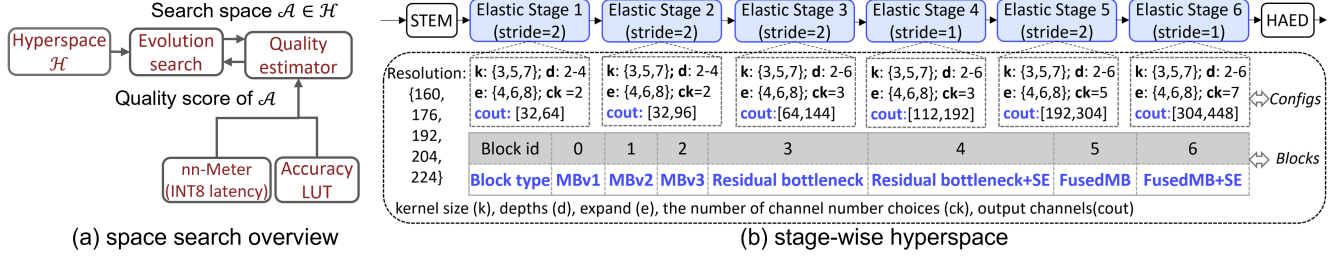 Search space 𝒜 ∈ ℋ
Hyperspace
ℋ
Evolution
search
Quality
estimator
Quality score of 𝒜
nn-Meter
(INT8 latency)
Accuracy
LUT
(a) space search overview
STEM
Elastic Stage 1
(stride=2)
Elastic Stage 2
(stride=2)
Elastic Stage 3
(stride=2)
Elastic Stage 4
(stride=1)
Elastic Stage 5
(stride=2)
Elastic Stage 6
(stride=1)
HAED
Resolution:
{160,
176,
192,
204,
224}
k: {3,5,7}; d: 2-4
e: {4,6,8}; ck =2
cout: [32,64]
k: {3,5,7}; d: 2-4
e: {4,6,8}; ck=2
cout: [32,96]
k: {3,5,7}; d: 2-6
e: {4,6,8}; ck=3
cout:[64,144]
k: {3,5,7}; d: 2-6
e: {4,6,8}; ck=3
cout:[112,192]
k: {3,5,7}; d: 2-6
e: {4,6,8}; ck=5
cout:[192,304]
k: {3,5,7}; d: 2-6
e: {4,6,8}; ck=7
cout:[304,448]
Configs
Block id 0 1 2 3 4 5 6
Block type MBv1 MBv2 MBv3 Residual bottleneck Residual bottleneck+SE FusedMB FusedMB+SE
Blocks
kernel size (k), depths (d), expand (e), the number of channel number choices (ck), output channels(cout)
(b) stage-wise hyperspace